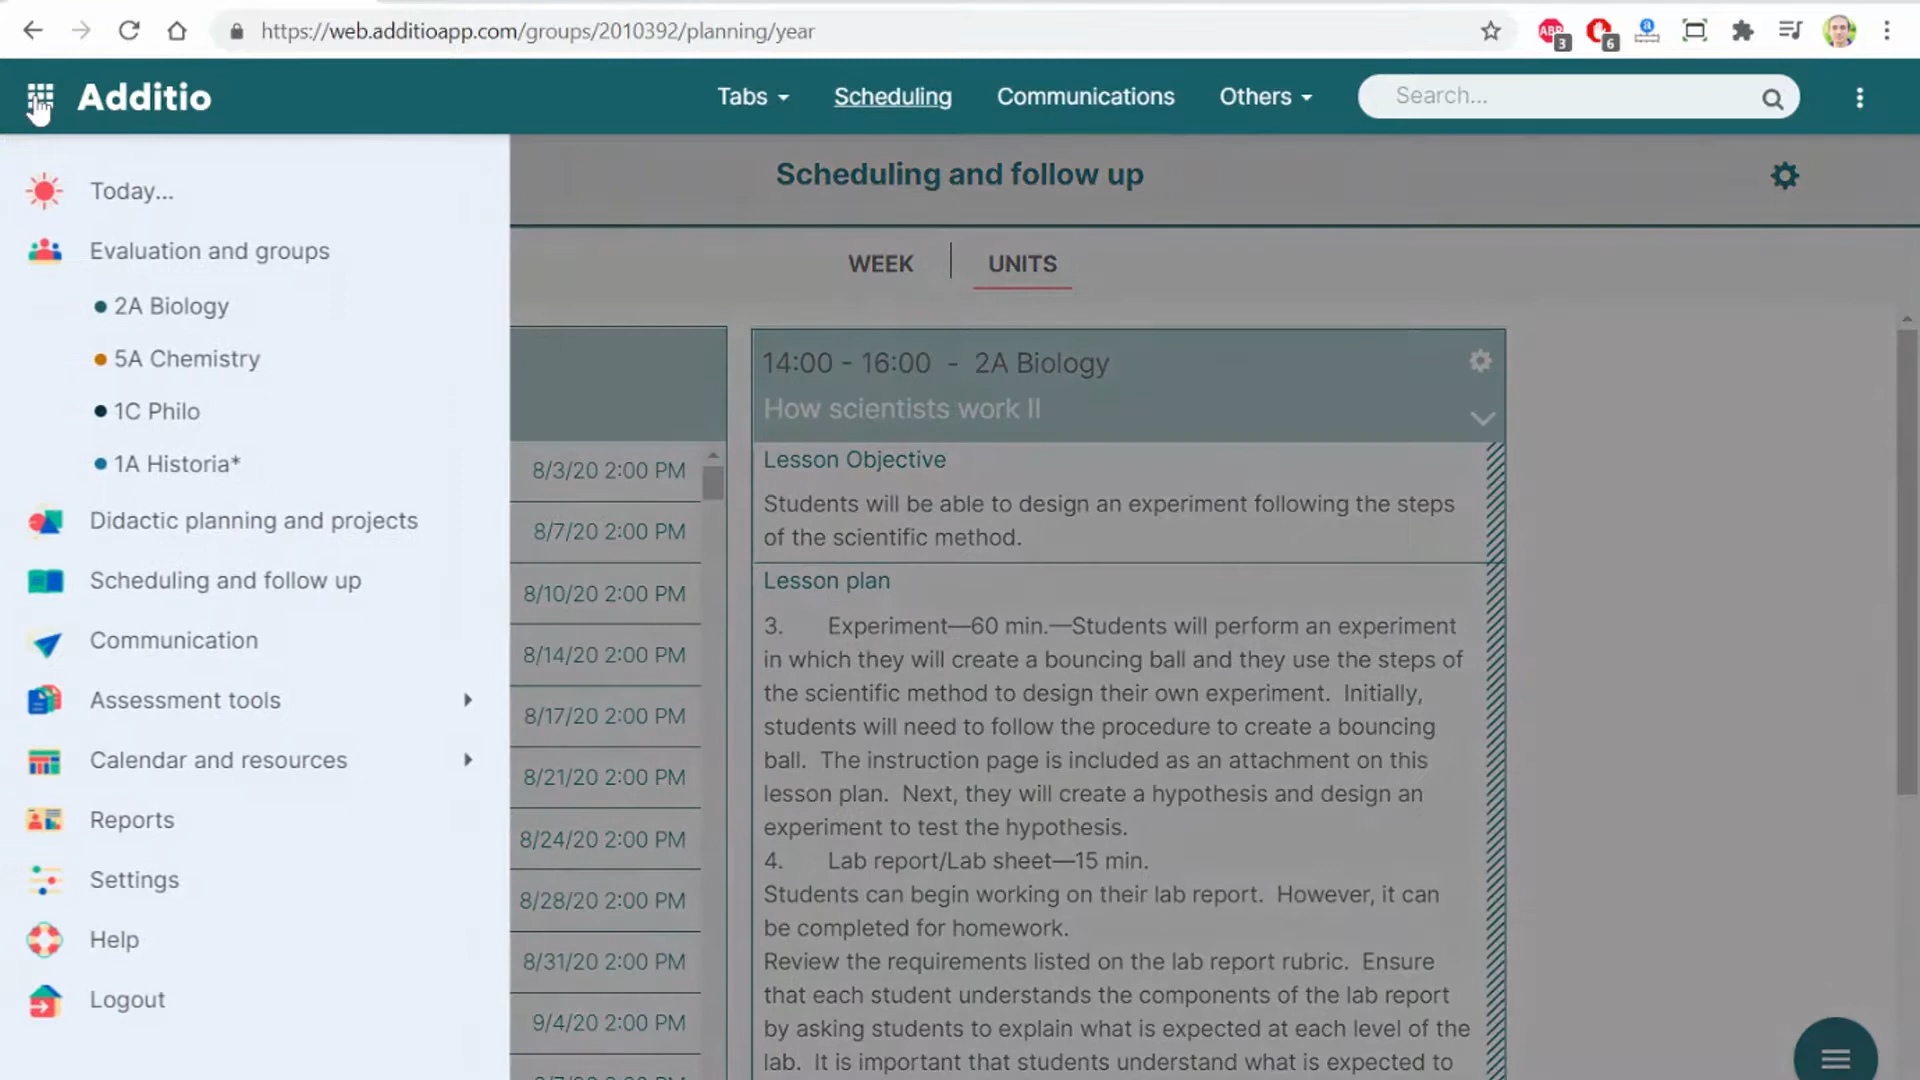 https://web.additioapp.com/groups/2010392/planning/year
ABP 3
6
a
Additio
Tabs
Scheduling
Communications
Others
Search...
Today...
Evaluation and groups
2A Biology
5A Chemistry
1C Philo
1A Historia*
Didactic planning and projects
Scheduling and follow up
Communication
Assessment tools
Calendar and resources
Reports
Settings
Help
Logout
Scheduling and follow up
WEEK
UNITS
8/3/20 2:00 PM
8/7/20 2:00 PM
8/10/20 2:00 PM
8/14/20 2:00 PM
8/17/20 2:00 PM
8/21/20 2:00 PM
8/24/20 2:00 PM
8/28/20 2:00 PM
8/31/20 2:00 PM
9/4/20 2:00 PM
14:00 - 16:00 - 2A Biology
How scientists work II
Lesson Objective
Students will be able to design an experiment following the steps
of the scientific method.
Lesson plan
3. Experiment—60 min.—Students will perform an experiment
in which they will create a bouncing ball and they use the steps of
the scientific method to design their own experiment. Initially,
students will need to follow the procedure to create a bouncing
ball. The instruction page is included as an attachment on this
lesson plan. Next, they will create a hypothesis and design an
experiment to test the hypothesis.
4. Lab report/Lab sheet—15 min.
Students can begin working on their lab report. However, it can
be completed for homework.
Review the requirements listed on the lab report rubric. Ensure
that each student understands the components of the lab report
by asking students to explain what is expected at each level of the
lab. It is important that students understand what is expected to